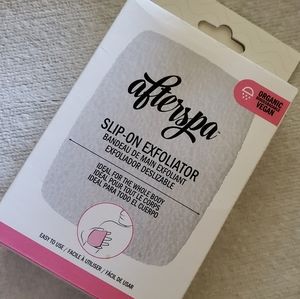 afterspa
SLIP-ON EXFOLIATOR
BANDEAU DE MAIN EXFOLIANT
EXFOLIADOR DESLIZABLE
IDEAL FOR THE WHOLE BODY
IDÉAL POUR TOUT LE CORPS
IDEAL PARA TODO EL CUERPO
EASY TO USE / FACILE À UTILISER / FÁCIL DE USAR
ORGANIC
VEGAN